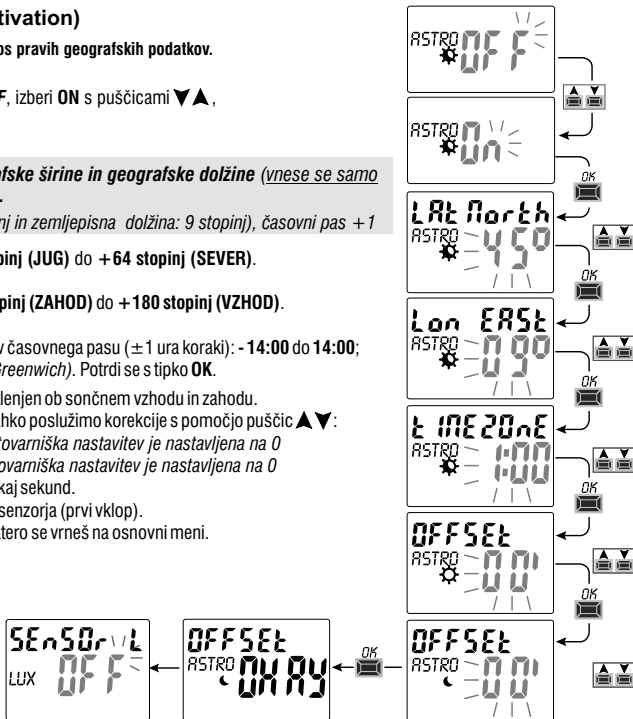 tivation)
os pravih geografskih podatkov.
F, izberi ON s puščicami ▼▲,
afske širine in geografske dolžine (vnese se samo
.
nj in zemljepisna dolžina: 9 stopinj), časovni pas +1
pinj (JUG) do +64 stopinj (SEVER).
pinj (ZAHOD) do +180 stopinj (VZHOD).
v časovnega pasu (±1 ura koraki): - 14:00 do 14:00;
Greenwich). Potrdi se s tipko OK.
klenjen ob sončnem vzhodu in zahodu.
ahko poslužimo korekcije s pomočjo puščic ▲▼:
tovarniška nastavitev je nastavljena na 0
ovarniška nastavitev je nastavljena na 0
kaj sekund.
senzorja (prvi vklop).
tero se vrneš na osnovni meni.
ASTRO OFF
ASTRO On
OK
LAt North
ASTRO 45°
OK
Lon EASt
ASTRO 09°
OK
tIMEZOnE
ASTRO 1:00
OK
OFFSEt
ASTRO 00'
OK
OFFSEt
ASTRO 00'
OK
OFFSEt
ASTRO OKAY
SEnSOr L
LUX OFF